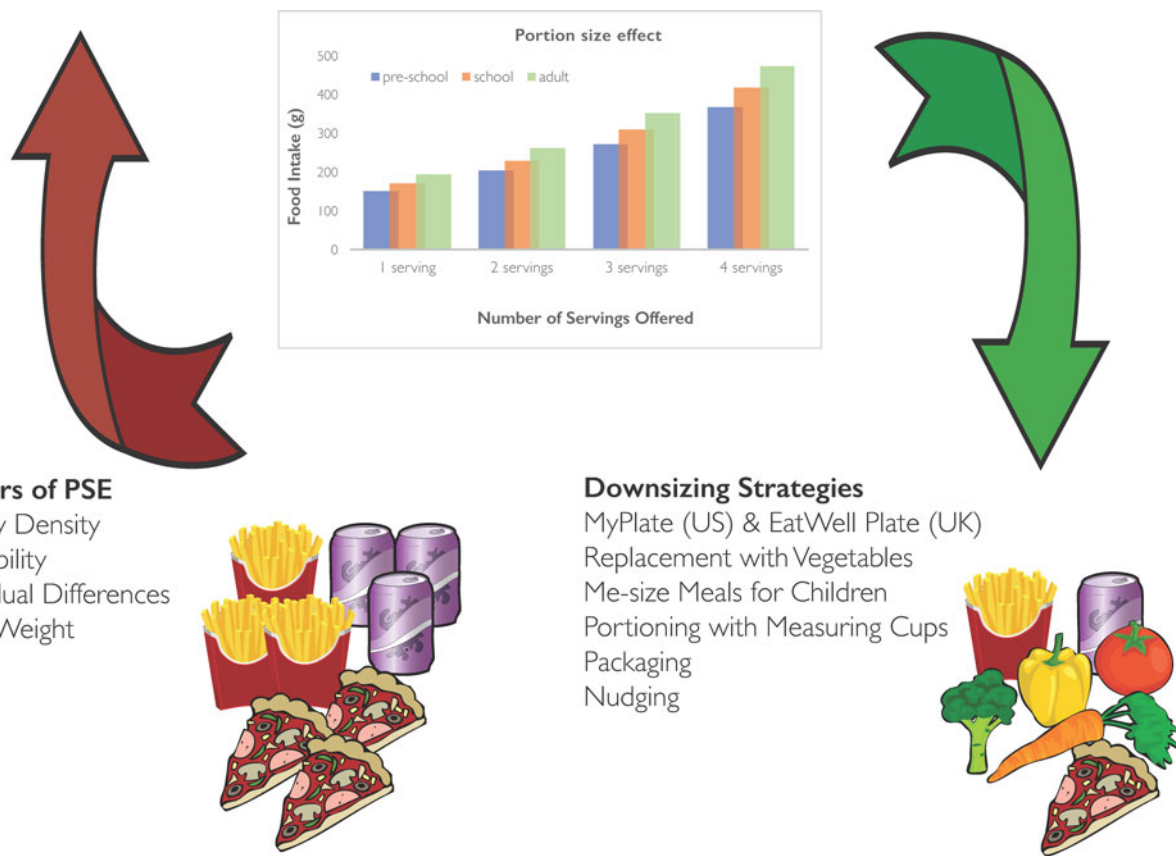 Portion size effect
500
400
300
200
100
0
Food Intake (g)
pre-school school adult
1 serving 2 servings 3 servings 4 servings
Number of Servings Offered
rs of PSE
y Density
bility
dual Differences
Weight
Downsizing Strategies
MyPlate (US) & EatWell Plate (UK)
Replacement with Vegetables
Me-size Meals for Children
Portioning with Measuring Cups
Packaging
Nudging